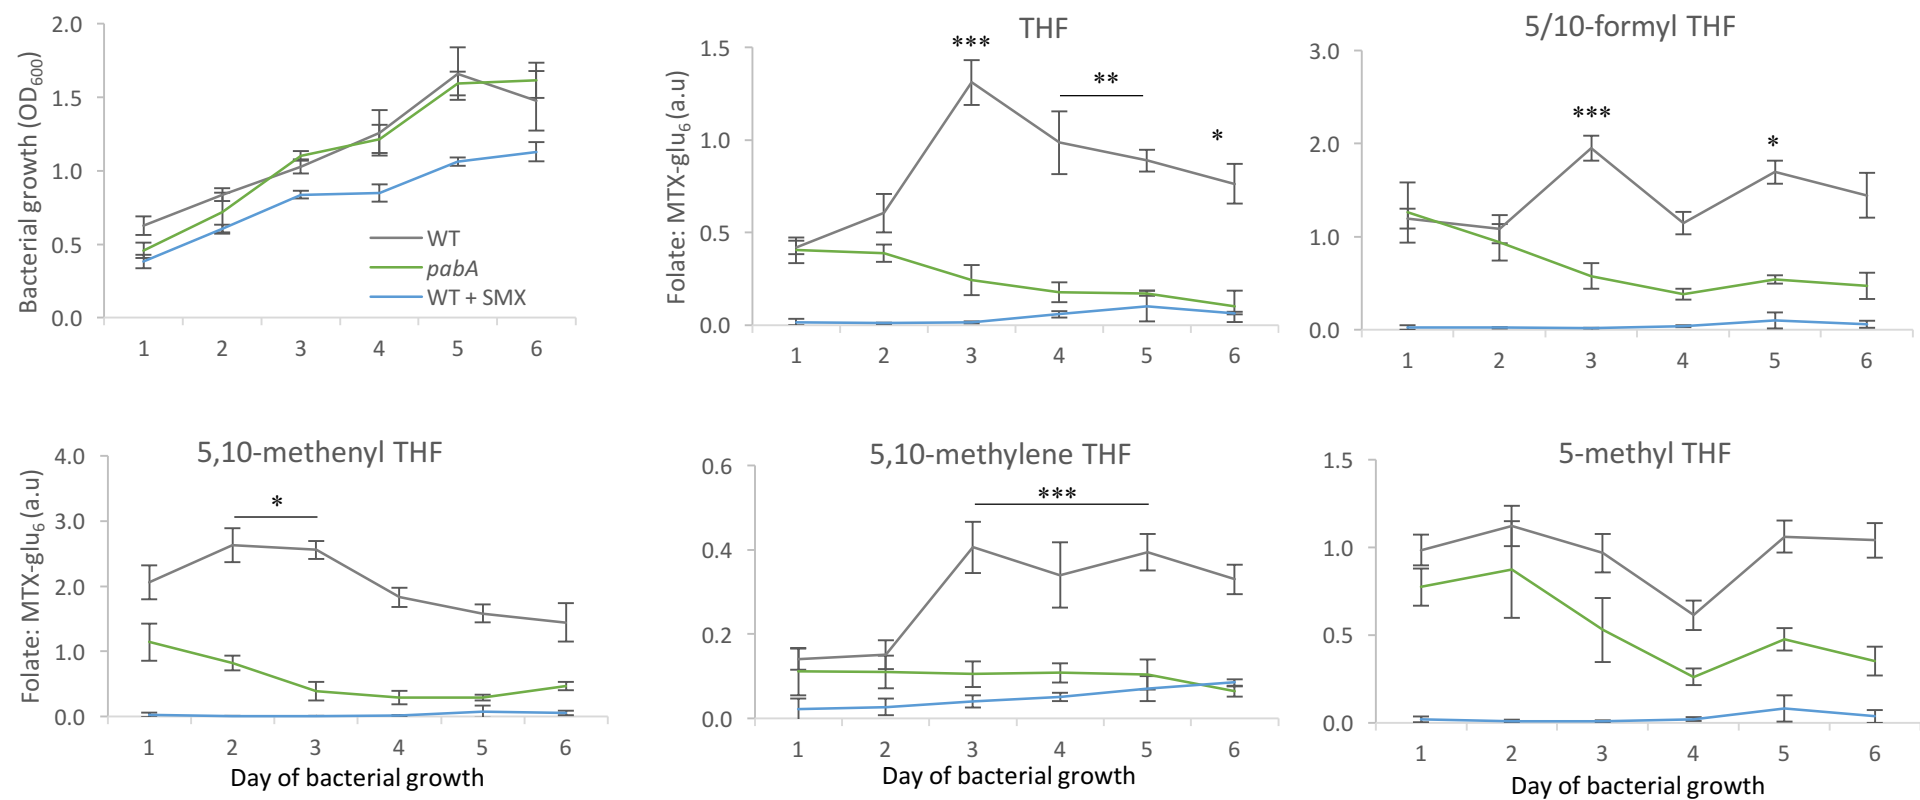 2.0
1.5
1.0
0.5
0.0
Bacterial growth (OD600)
WT
pabA
WT + SMX
1 2 3 4 5 6
THF
1.5
1.0
0.5
0.0
Folate: MTX-glu6 (a.u)
***
**
*
1 2 3 4 5 6
5/10-formyl THF
3.0
2.0
1.0
0.0
***
*
1 2 3 4 5 6
5,10-methenyl THF
4.0
3.0
2.0
1.0
0.0
Folate: MTX-glu6 (a.u)
*
1 2 3 4 5 6
Day of bacterial growth
5,10-methylene THF
0.6
0.4
0.2
0.0
***
1 2 3 4 5 6
Day of bacterial growth
5-methyl THF
1.5
1.0
0.5
0.0
1 2 3 4 5 6
Day of bacterial growth